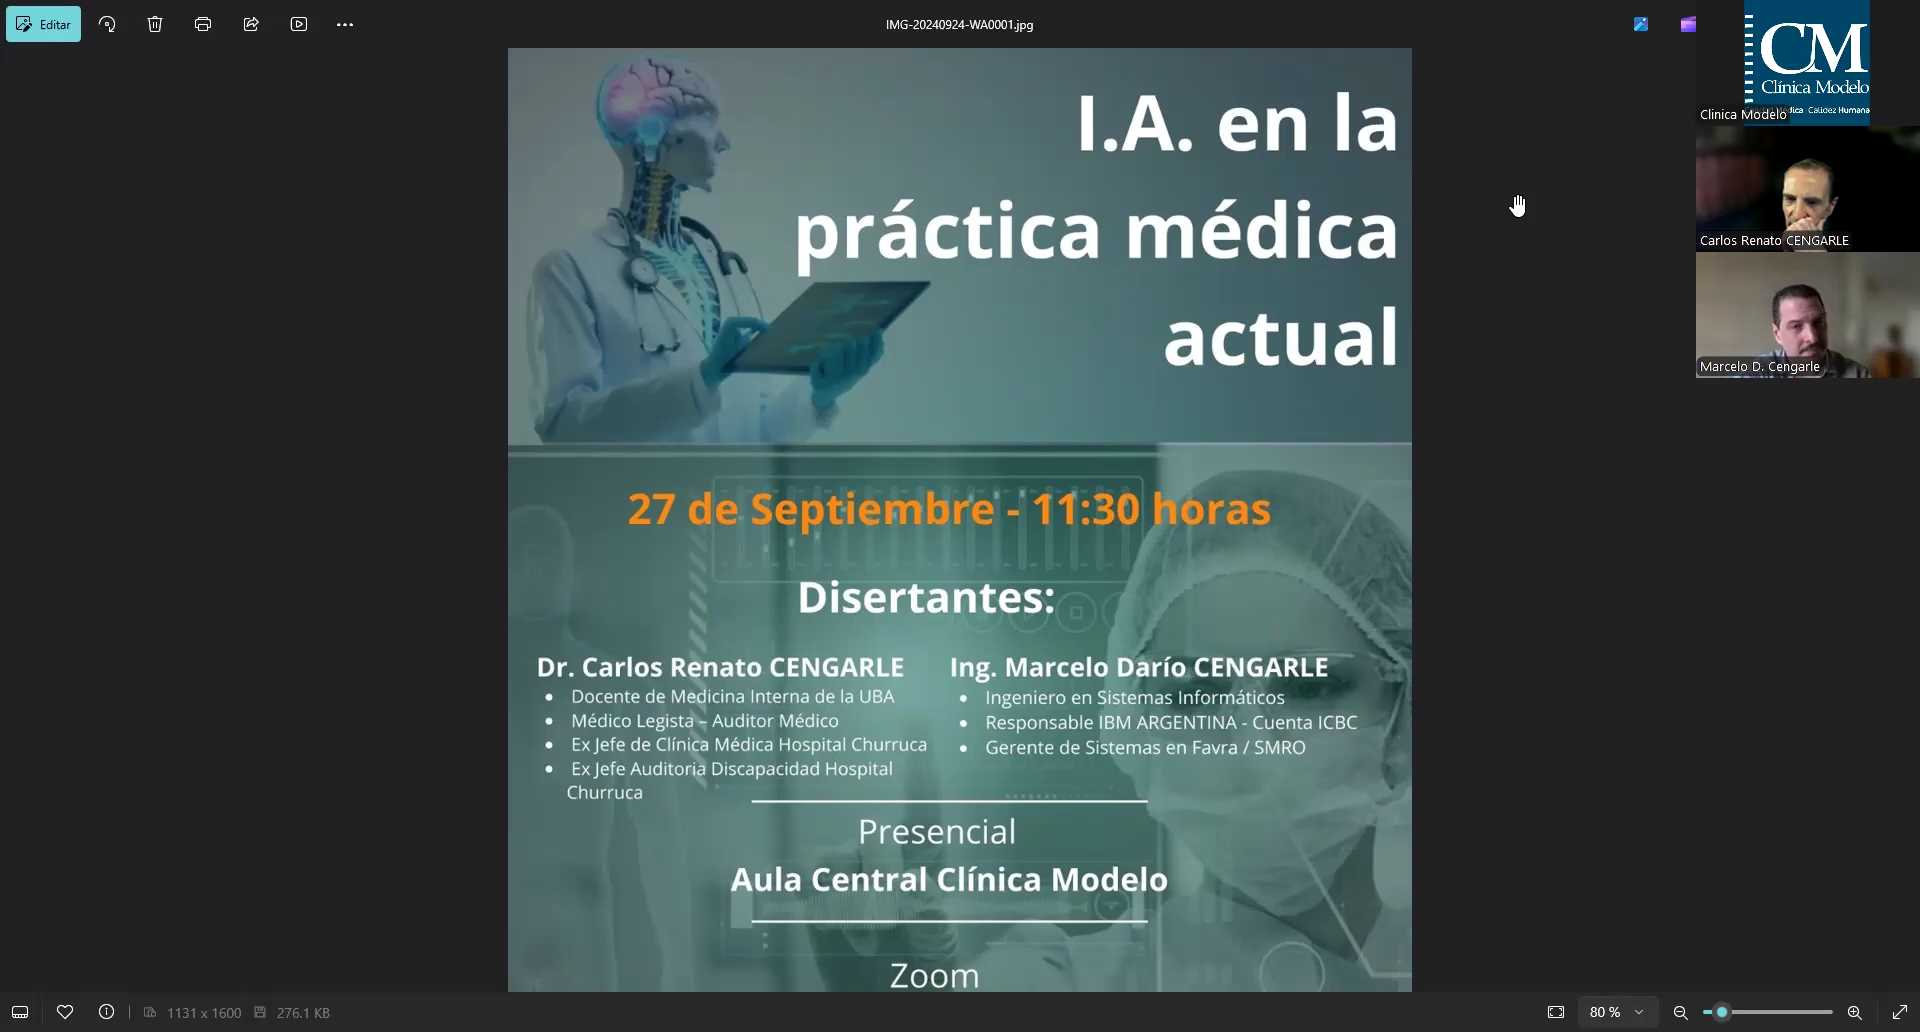 Editar
IMG-20240924-WA0001.jpg
CM
Clínica Modelo
Calidez Humana
Clinica Modelo
Carlos Renato CENGARLE
Marcelo D. Cengarle
I.A. en la
práctica médica
actual
27 de Septiembre - 11:30 horas
Disertantes:
Dr. Carlos Renato CENGARLE
• Docente de Medicina Interna de la UBA
• Médico Legista – Auditor Médico
• Ex Jefe de Clínica Médica Hospital Churruca
• Ex Jefe Auditoria Discapacidad Hospital
Churruca
Ing. Marcelo Darío CENGARLE
• Ingeniero en Sistemas Informáticos
• Responsable IBM ARGENTINA - Cuenta ICBC
• Gerente de Sistemas en Favra / SMRO
Presencial
Aula Central Clínica Modelo
Zoom
1131 x 1600
276.1 KB
80 %